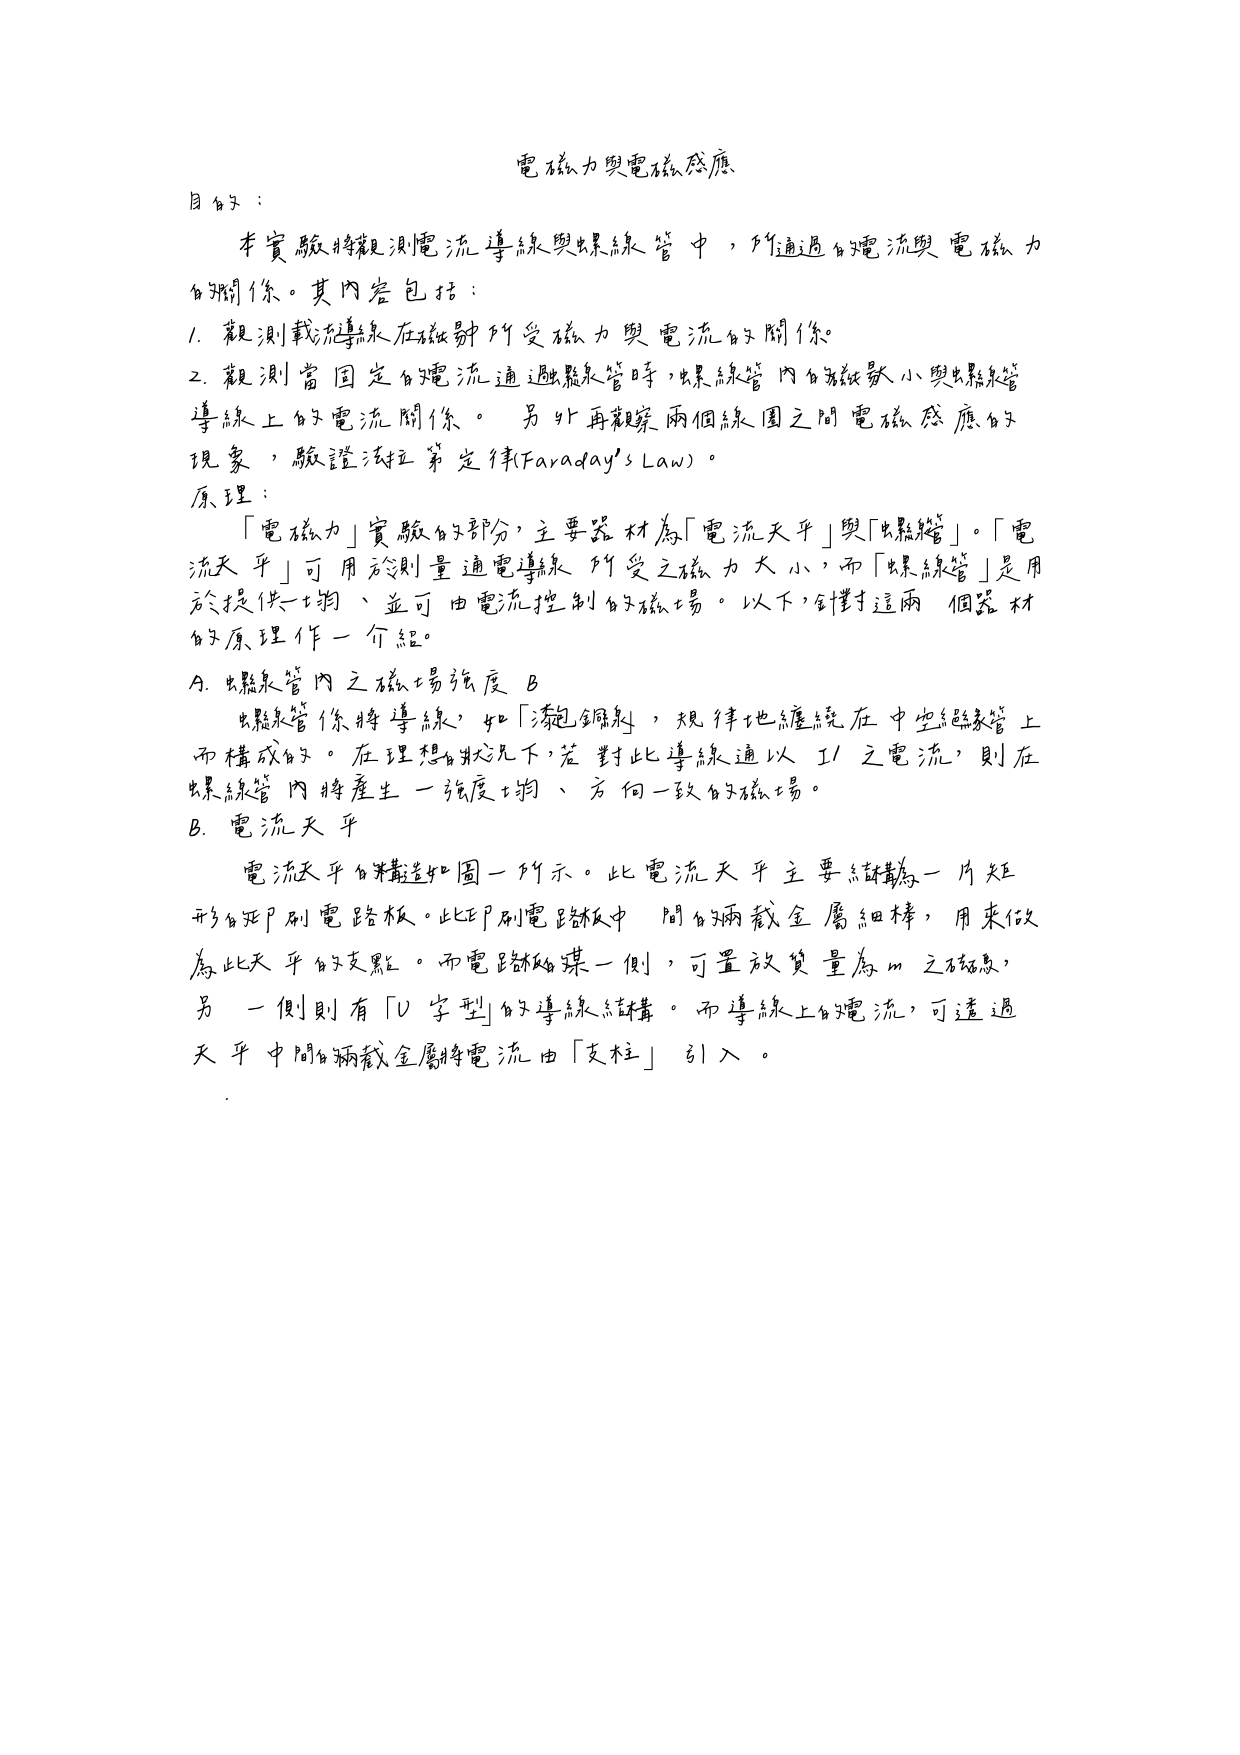 電磁力與電磁感應
目的：
本實驗將觀測電流導線與螺線管中，所通過的電流與電磁力
的關係。其內容包括：
1. 觀測載流導線在磁場中所受磁力與電流的關係。
2. 觀測當固定的電流通過螺線管時，螺線管內的磁場大小與螺線管
導線上的電流關係。另外再觀察兩個線圈之間電磁感應的
現象，驗證法拉第定律(Faraday's Law)。
原理：
「電磁力」實驗的部分，主要器材為「電流天平」與「螺線管」。「電
流天平」可用於測量通電導線所受之磁力大小，而「螺線管」是用
於提供一均勻、並可由電流控制的磁場。以下，針對這兩個器材
的原理作一介紹。
A. 螺線管內之磁場強度 B
螺線管係將導線，如「漆包銅線」，規律地纏繞在中空絕緣管上
而構成的。在理想的狀況下，若對此導線通以 I1 之電流，則在
螺線管內將產生一強度均勻、方向一致的磁場。
B. 電流天平
電流天平的構造如圖一所示。此電流天平主要結構為一片矩
形的印刷電路板。此印刷電路板中間的兩截金屬細棒，用來做
為此天平的支點。而電路板的某一側，可置放質量為 m 之砝碼，
另一側則有「U 字型」的導線結構。而導線上的電流，可透過
天平中間的兩截金屬將電流由「支柱」引入。